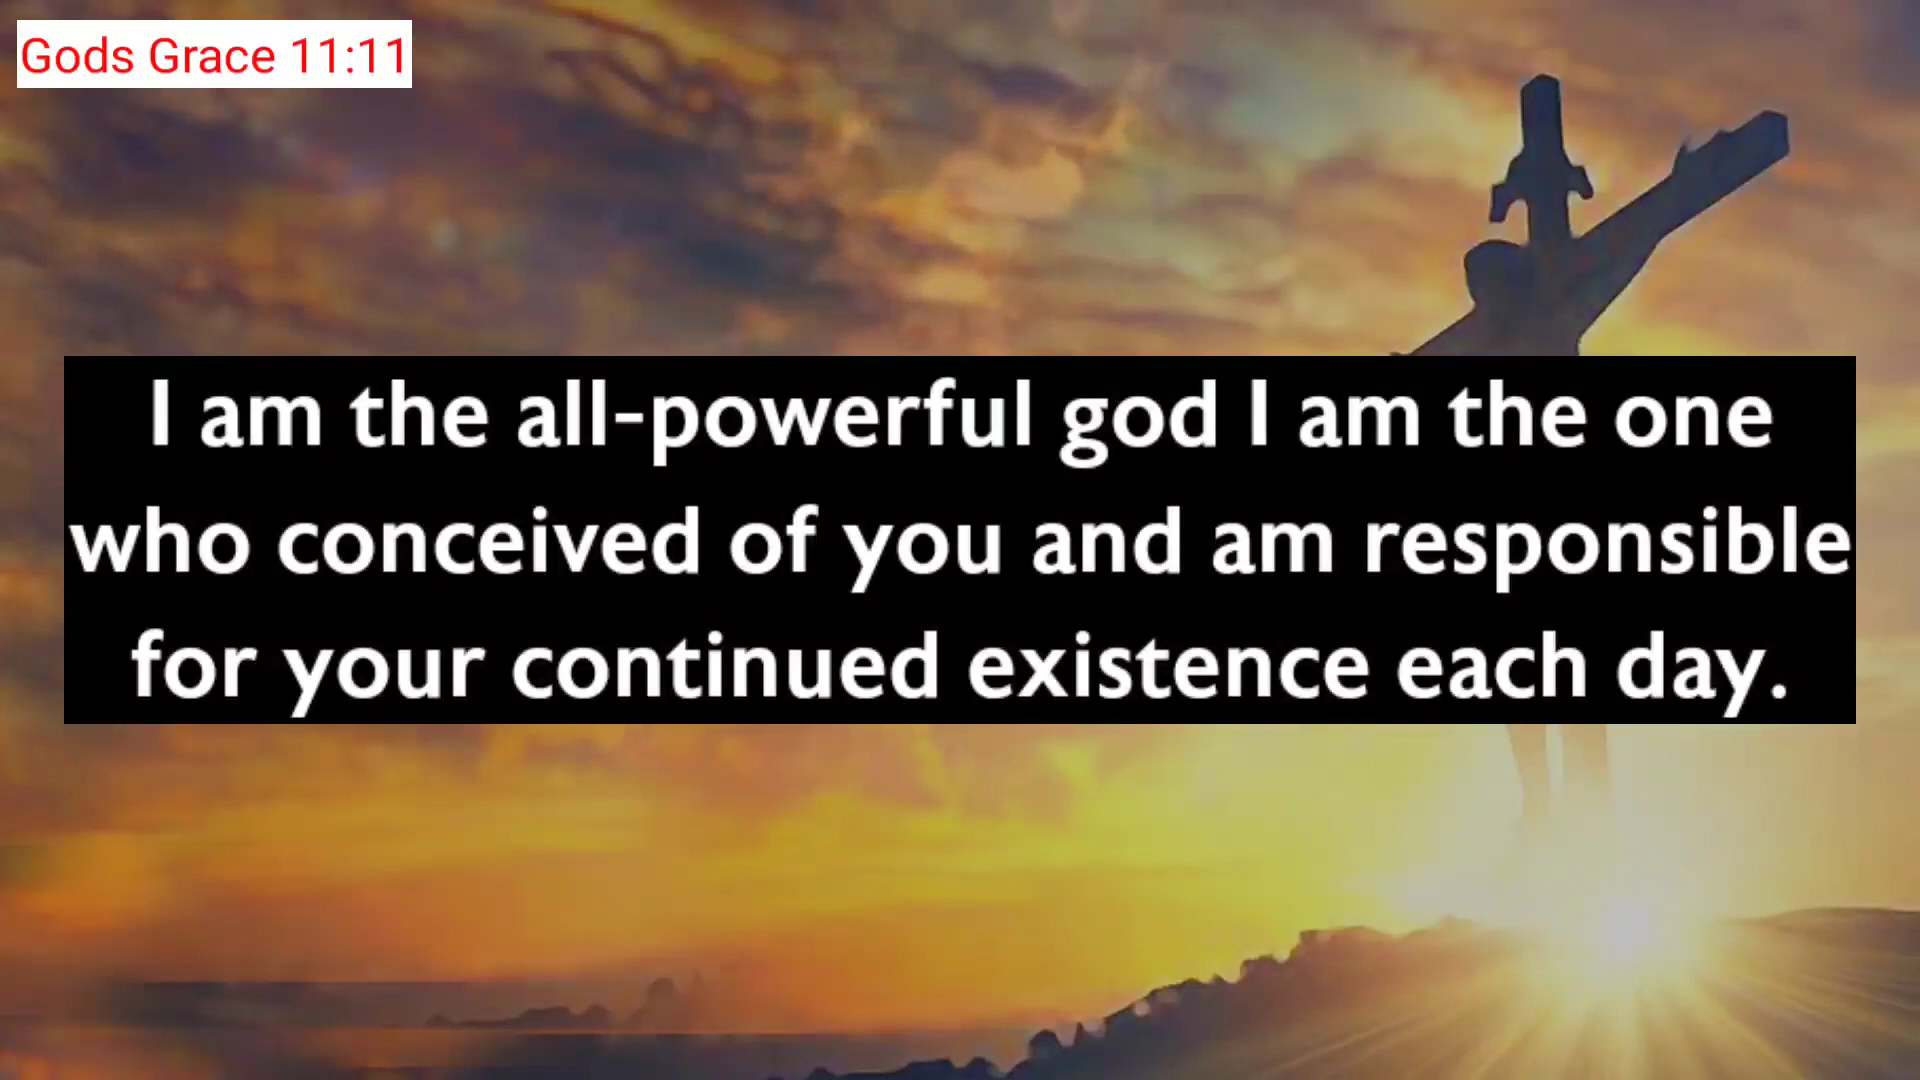 Gods Grace 11:11
I am the all-powerful god I am the one
who conceived of you and am responsible
for your continued existence each day.